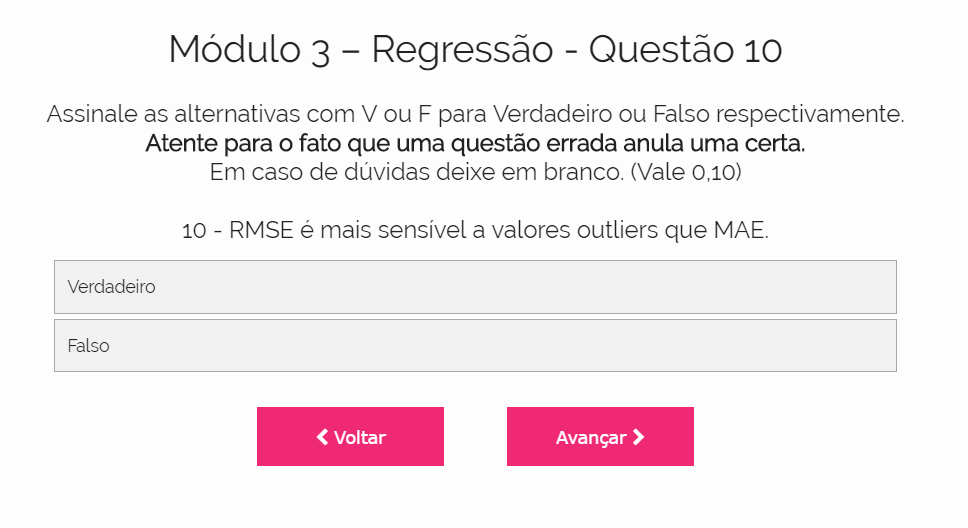 Módulo 3 – Regressão - Questão 10
Assinale as alternativas com V ou F para Verdadeiro ou Falso respectivamente.
Atente para o fato que uma questão errada anula uma certa.
Em caso de dúvidas deixe em branco. (Vale 0,10)
10 - RMSE é mais sensível a valores outliers que MAE.
Verdadeiro
Falso
Voltar
Avançar